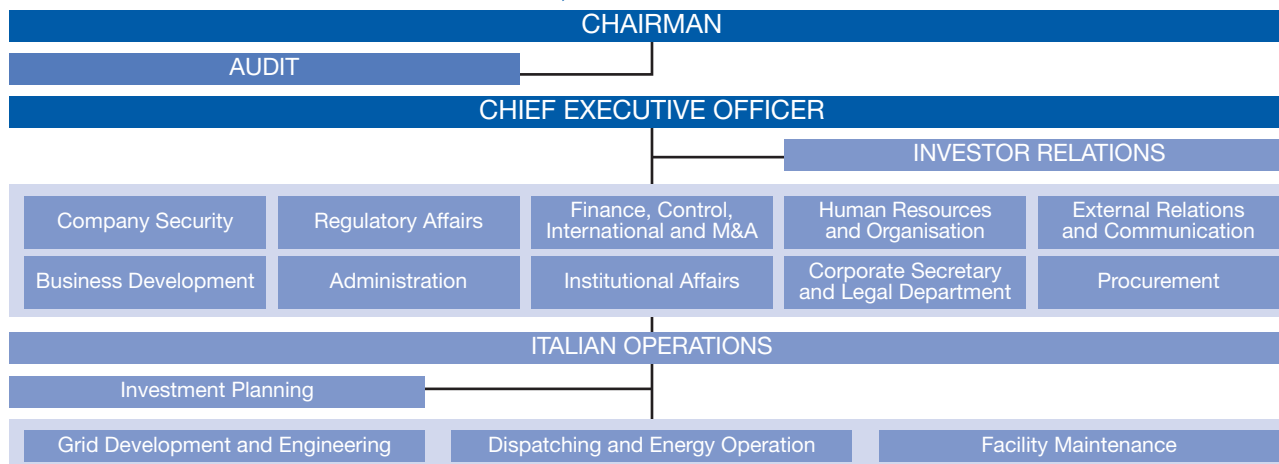 CHAIRMAN
AUDIT
CHIEF EXECUTIVE OFFICER
INVESTOR RELATIONS
Company Security
Regulatory Affairs
Finance, Control,
International and M&A
Human Resources
and Organisation
External Relations
and Communication
Business Development
Administration
Institutional Affairs
Corporate Secretary
and Legal Department
Procurement
ITALIAN OPERATIONS
Investment Planning
Grid Development and Engineering
Dispatching and Energy Operation
Facility Maintenance